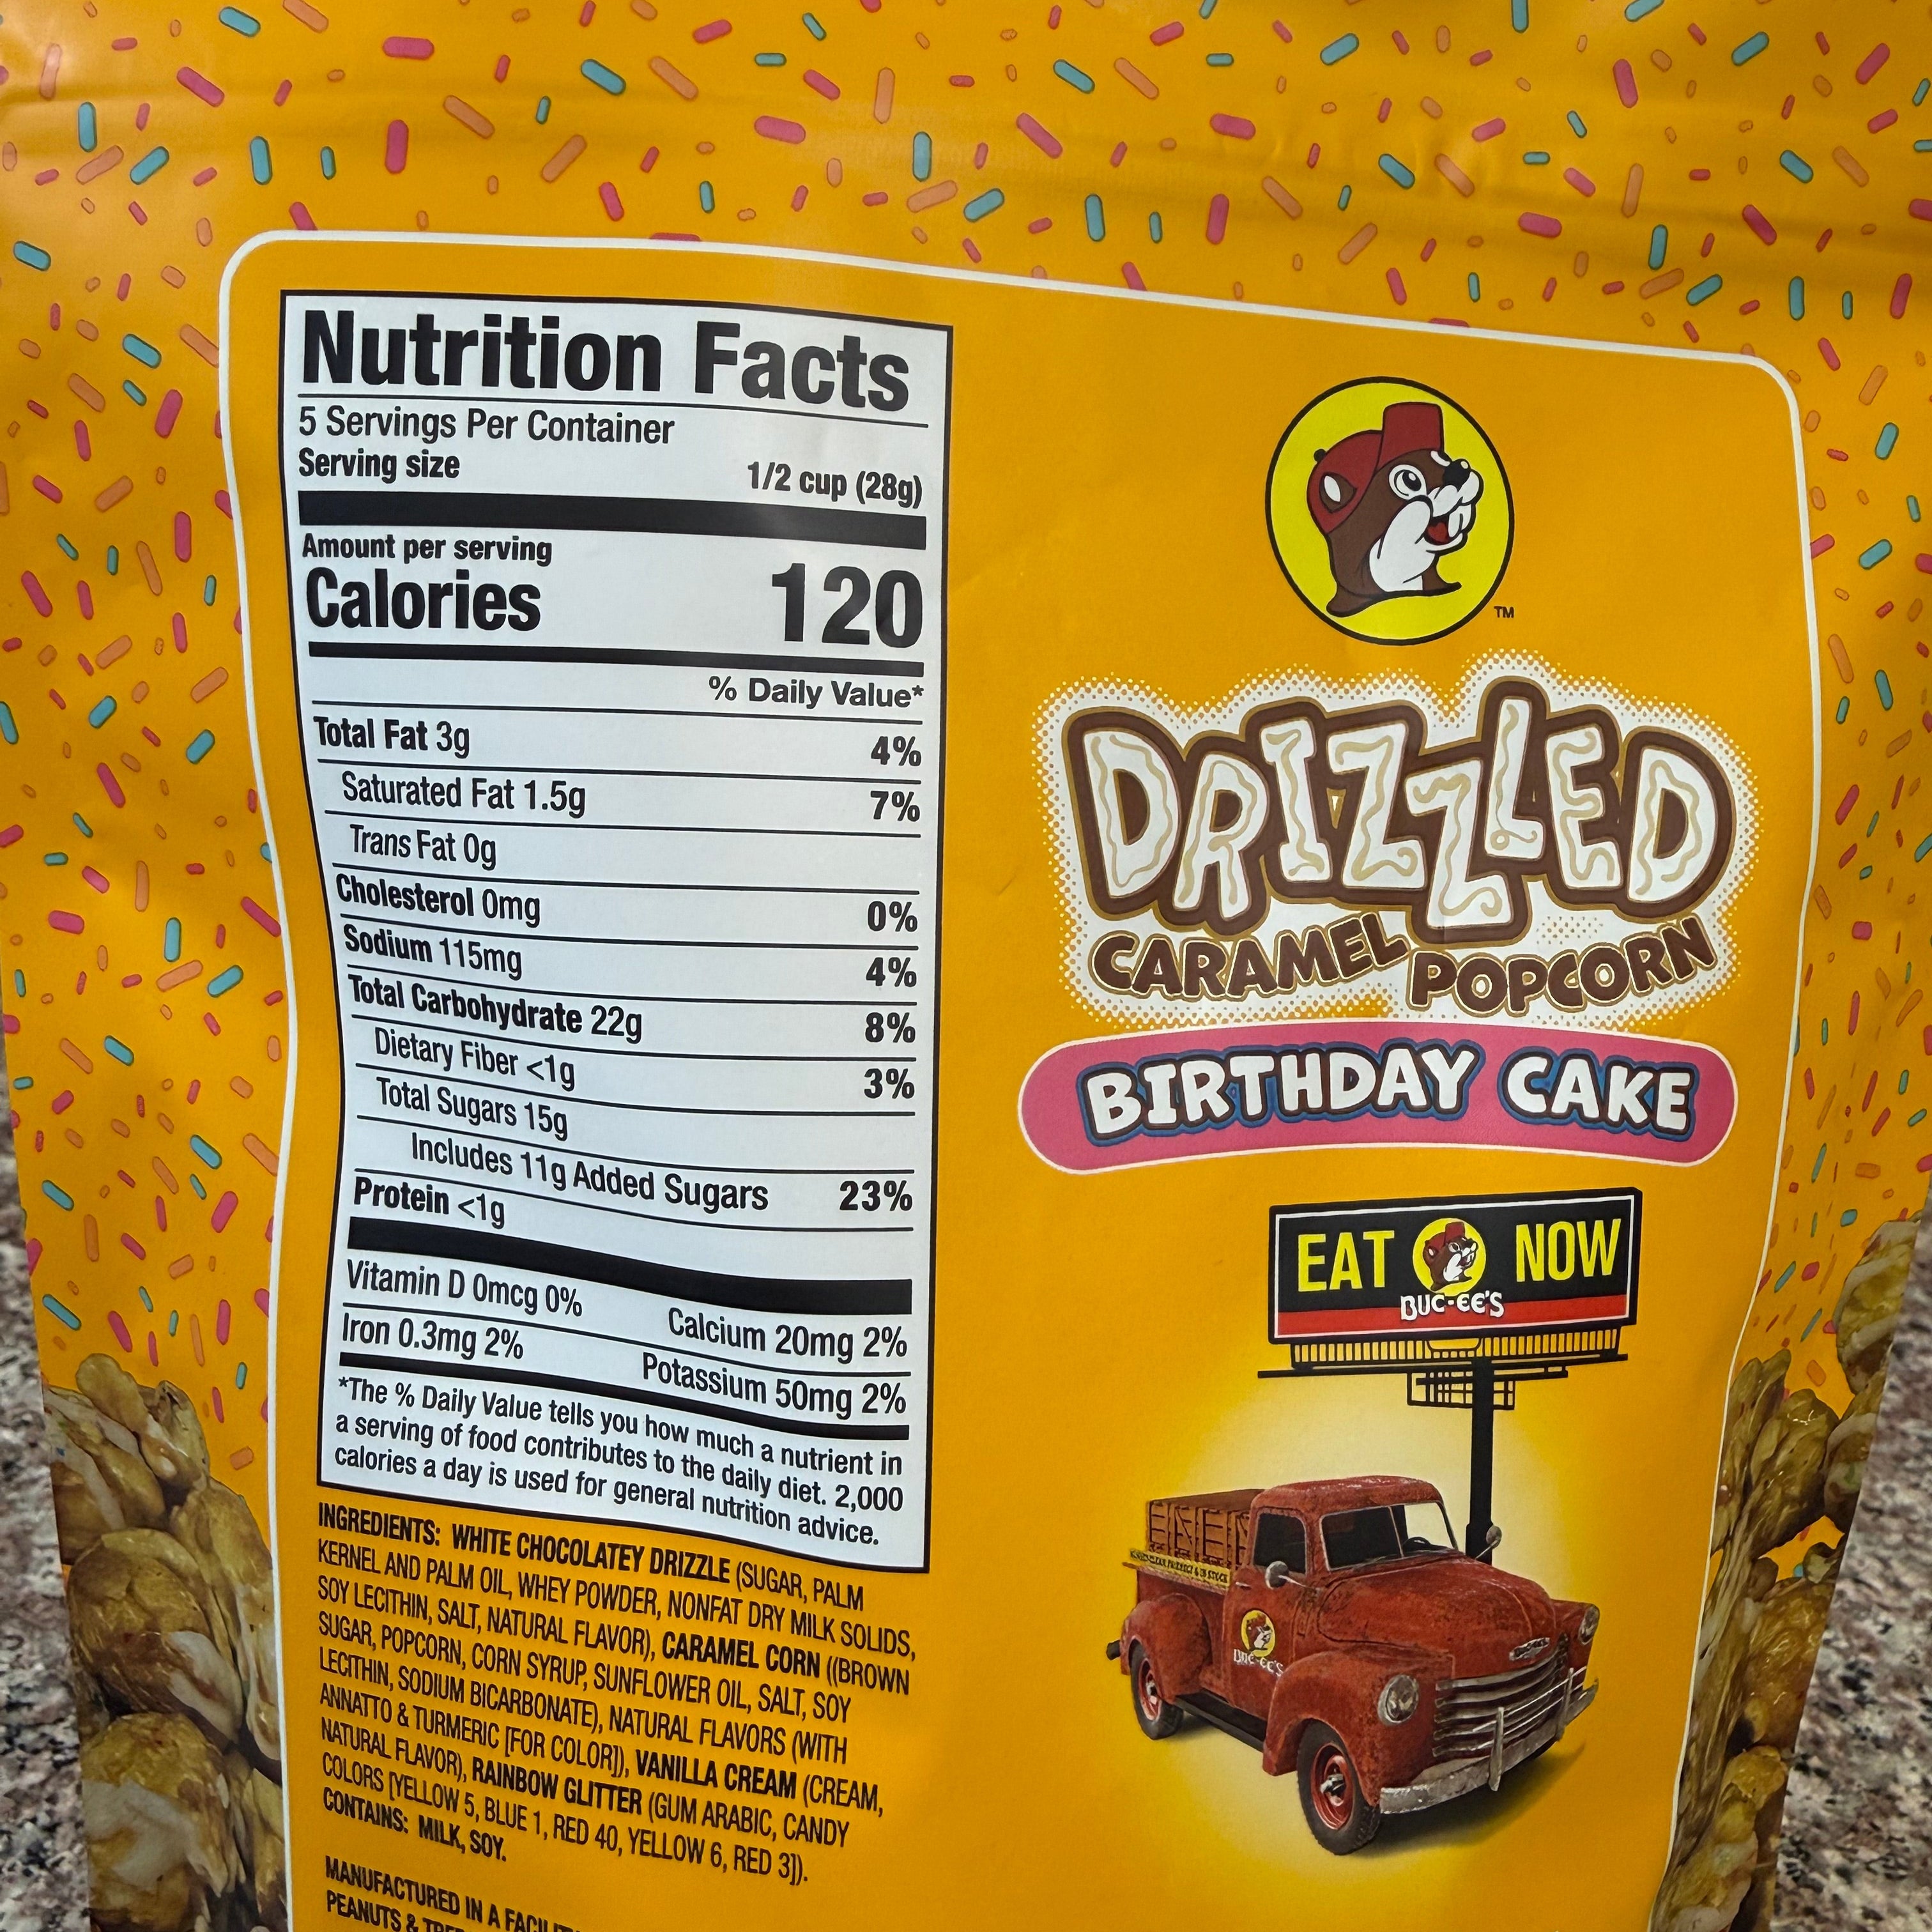 Nutrition Facts
5 Servings Per Container
Serving size 1/2 cup (28g)
Amount per serving
Calories 120
% Daily Value*
Total Fat 3g 4%
Saturated Fat 1.5g 7%
Trans Fat 0g
Cholesterol 0mg 0%
Sodium 115mg 4%
Total Carbohydrate 22g 8%
Dietary Fiber <1g 3%
Total Sugars 15g
Includes 11g Added Sugars 23%
Protein <1g
Vitamin D 0mcg 0% Calcium 20mg 2%
Iron 0.3mg 2% Potassium 50mg 2%
*The % Daily Value tells you how much a nutrient in
a serving of food contributes to the daily diet. 2,000
calories a day is used for general nutrition advice.
INGREDIENTS: WHITE CHOCOLATEY DRIZZLE (SUGAR, PALM
KERNEL AND PALM OIL, WHEY POWDER, NONFAT DRY MILK SOLIDS,
SOY LECITHIN, SALT, NATURAL FLAVOR), CARAMEL CORN ((BROWN
SUGAR, POPCORN, CORN SYRUP, SUNFLOWER OIL, SALT, SOY
LECITHIN, SODIUM BICARBONATE), NATURAL FLAVORS (WITH
ANNATTO & TURMERIC [FOR COLOR]), VANILLA CREAM (CREAM,
NATURAL FLAVOR), RAINBOW GLITTER (GUM ARABIC, CANDY
COLORS [YELLOW 5, BLUE 1, RED 40, YELLOW 6, RED 3]).
CONTAINS: MILK, SOY.
MANUFACTURED IN A
PEANUTS &
TM
DRIZZLED
CARAMEL POPCORN
BIRTHDAY CAKE
EAT NOW
BUC-EE'S
BUC-EE'S